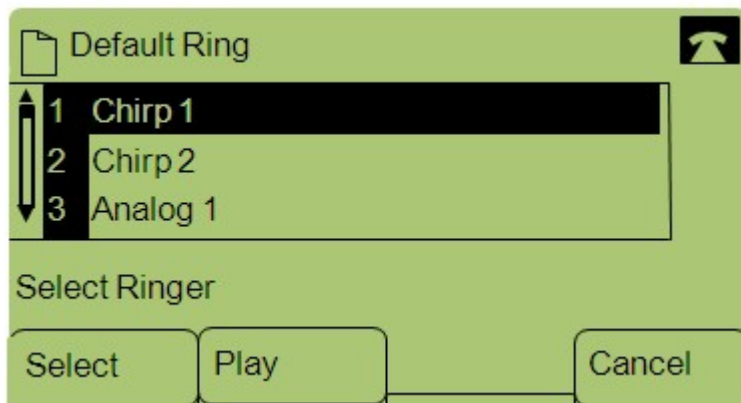 Default Ring
1 Chirp 1
2 Chirp 2
3 Analog 1
Select Ringer
Select Play Cancel